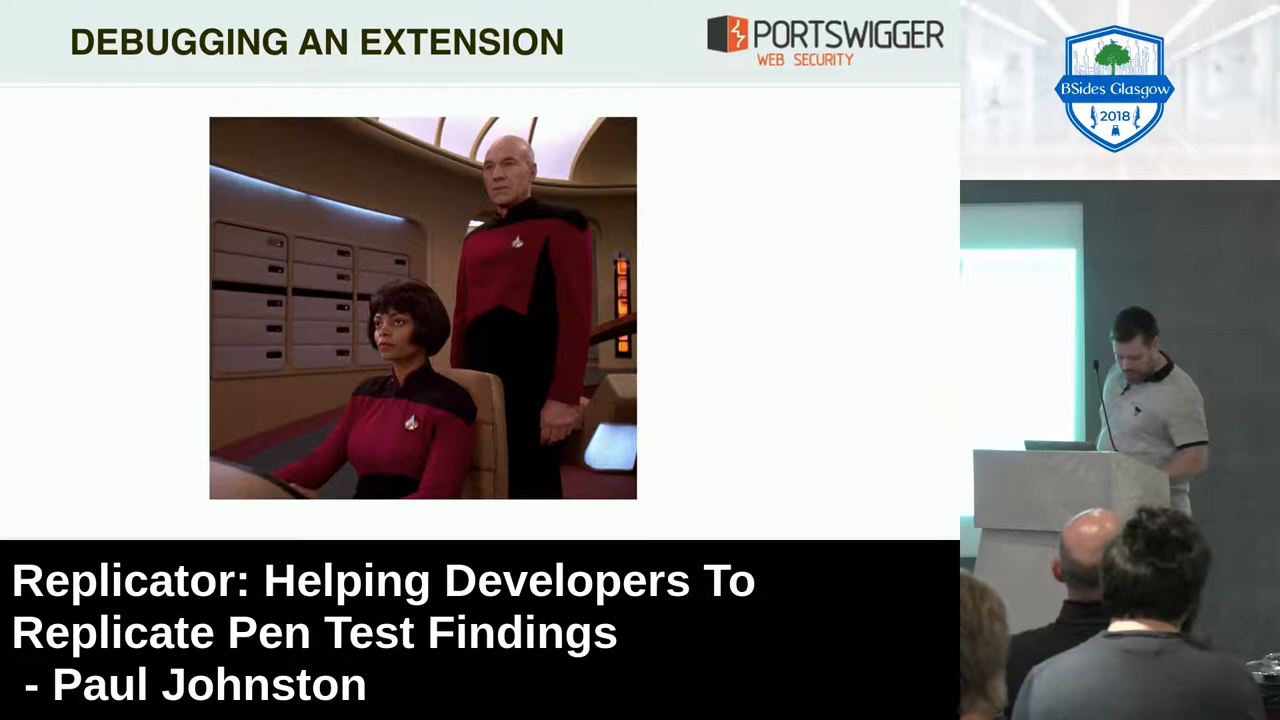 DEBUGGING AN EXTENSION
PORTSWIGGER
WEB SECURITY
BSides Glasgow
2018
Replicator: Helping Developers To
Replicate Pen Test Findings
- Paul Johnston